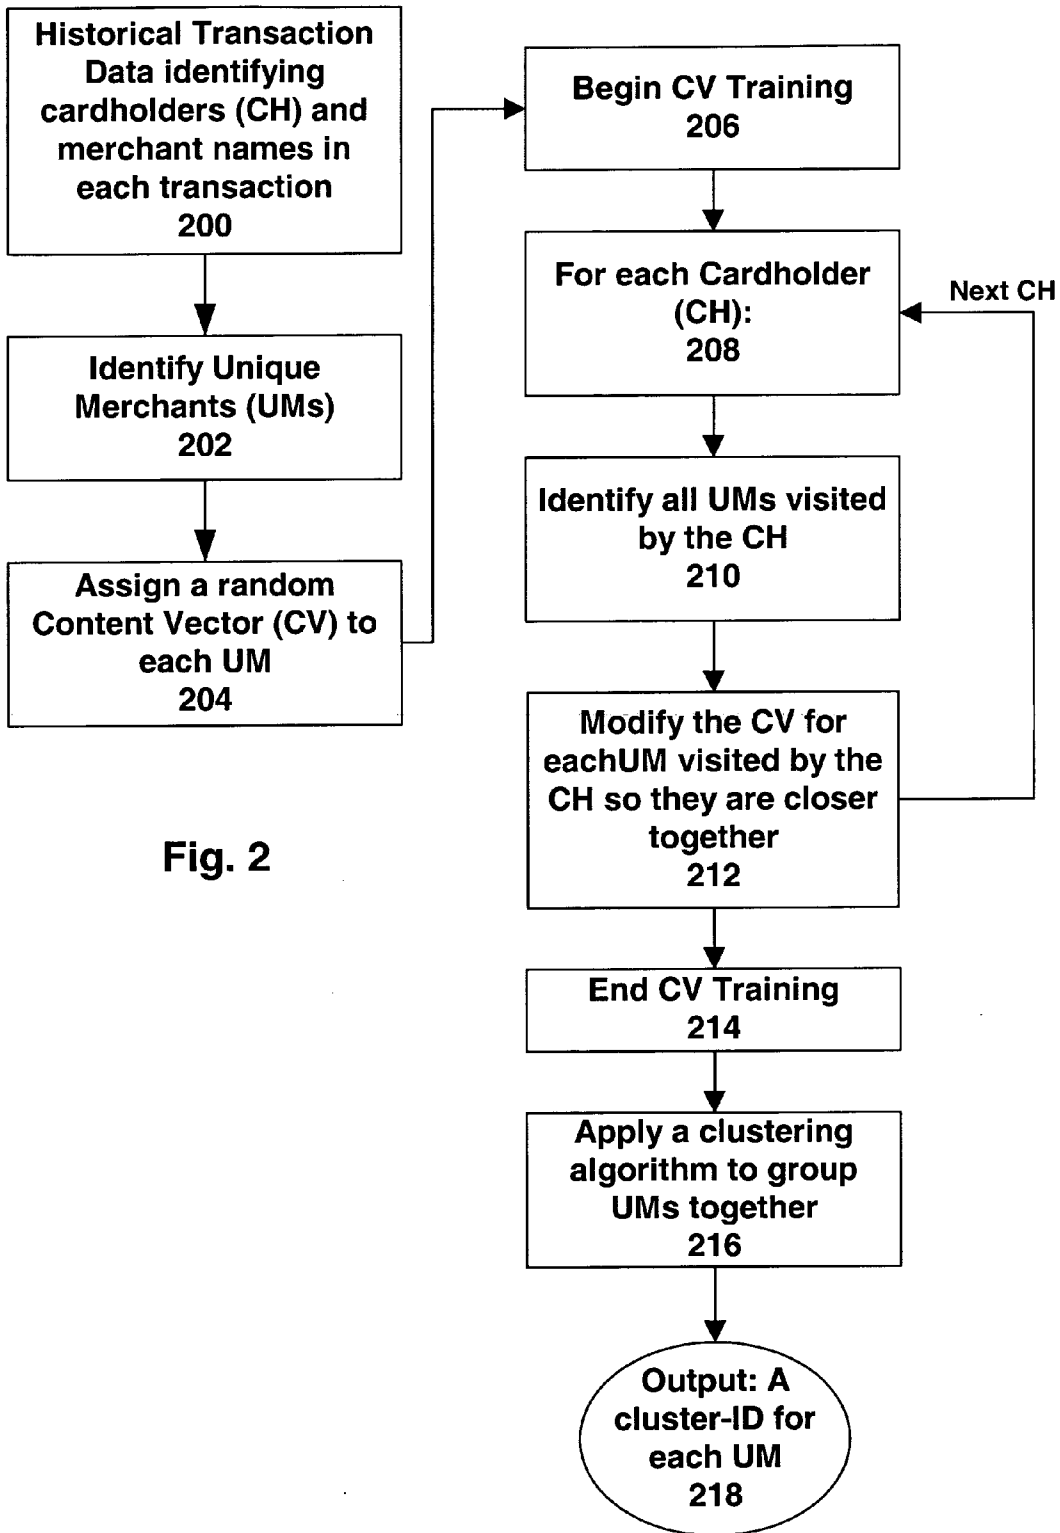 Historical Transaction
Data identifying
cardholders (CH) and
merchant names in
each transaction
200
Identify Unique
Merchants (UMs)
202
Assign a random
Content Vector (CV) to
each UM
204
Fig. 2
Begin CV Training
206
For each Cardholder
(CH):
208
Next CH
Identify all UMs visited
by the CH
210
Modify the CV for
eachUM visited by the
CH so they are closer
together
212
End CV Training
214
Apply a clustering
algorithm to group
UMs together
216
Output: A
cluster-ID for
each UM
218